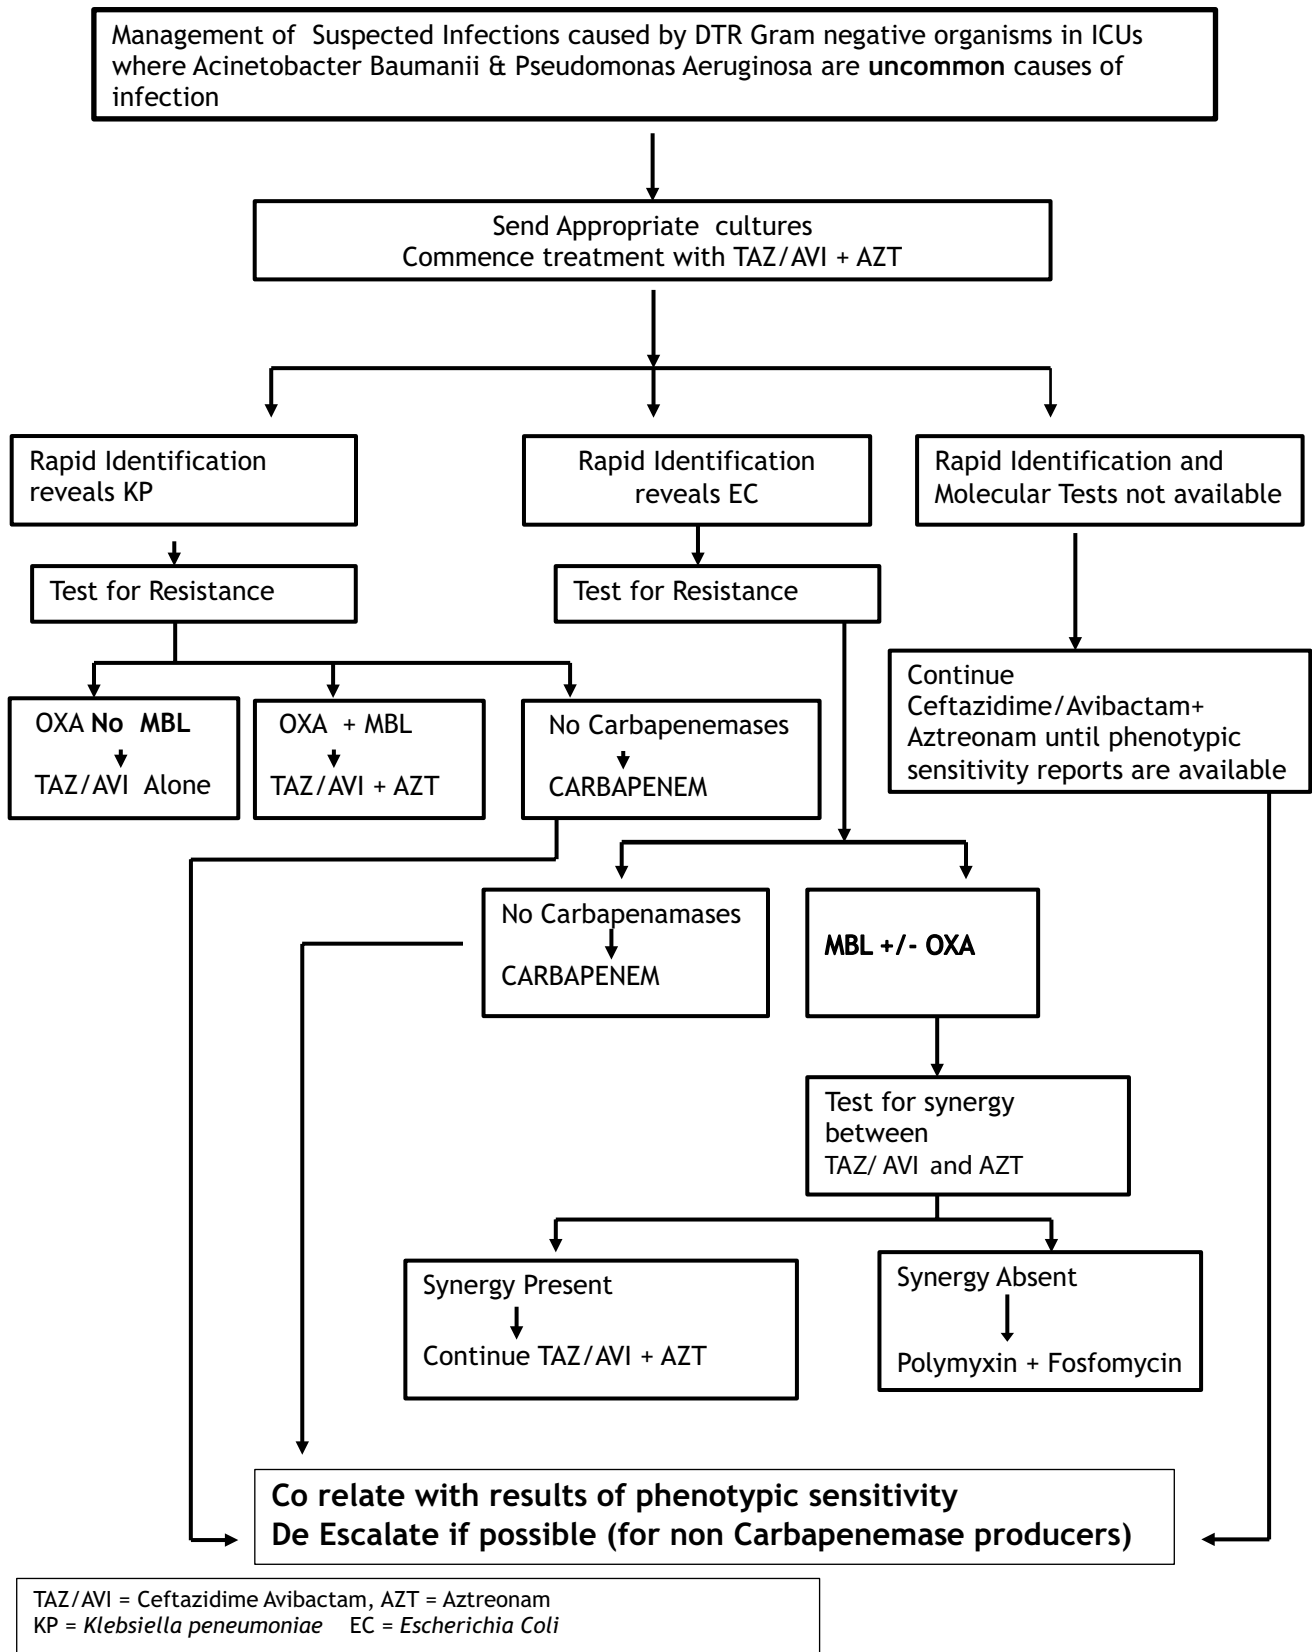 Management of Suspected Infections caused by DTR Gram negative organisms in ICUs
where Acinetobacter Baumanii & Pseudomonas Aeruginosa are uncommon causes of
infection
Send Appropriate cultures
Commence treatment with TAZ/AVI + AZT
Rapid Identification
reveals KP
Rapid Identification
reveals EC
Rapid Identification and
Molecular Tests not available
Test for Resistance
Test for Resistance
OXA No MBL
TAZ/AVI Alone
OXA + MBL
TAZ/AVI + AZT
No Carbapenemases
CARBAPENEM
Continue
Ceftazidime/Avibactam+
Aztreonam until phenotypic
sensitivity reports are available
No Carbapenamases
CARBAPENEM
MBL +/- OXA
Test for synergy
between
TAZ/ AVI and AZT
Synergy Present
Continue TAZ/AVI + AZT
Synergy Absent
Polymyxin + Fosfomycin
Co relate with results of phenotypic sensitivity
De Escalate if possible (for non Carbapenemase producers)
TAZ/AVI = Ceftazidime Avibactam, AZT = Aztreonam
KP = Klebsiella peneumoniae EC = Escherichia Coli